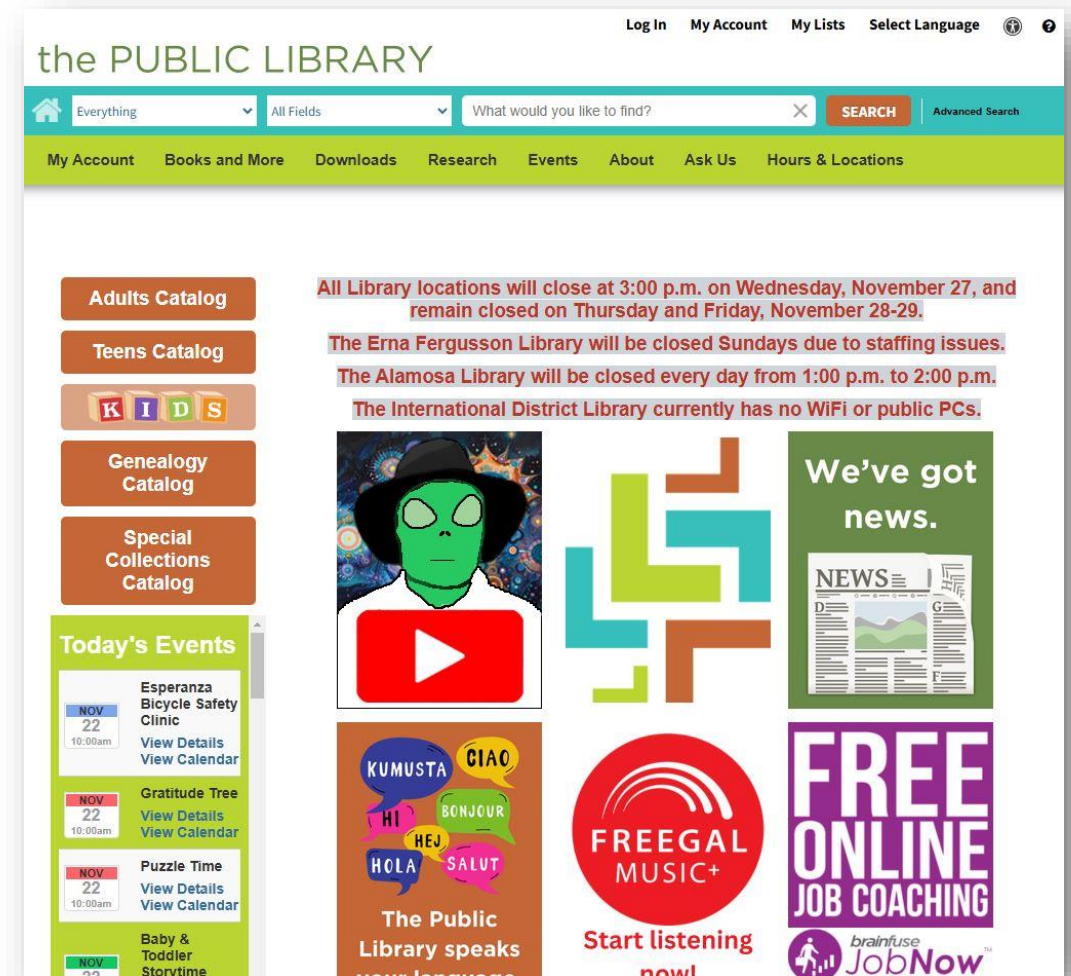 Log In My Account My Lists Select Language
the PUBLIC LIBRARY
Everything All Fields What would you like to find? SEARCH Advanced Search
My Account Books and More Downloads Research Events About Ask Us Hours & Locations
Adults Catalog
Teens Catalog
KIDS
Genealogy
Catalog
Special
Collections
Catalog
All Library locations will close at 3:00 p.m. on Wednesday, November 27, and
remain closed on Thursday and Friday, November 28-29.
The Erna Fergusson Library will be closed Sundays due to staffing issues.
The Alamosa Library will be closed every day from 1:00 p.m. to 2:00 p.m.
The International District Library currently has no WiFi or public PCs.
We've got
news.
NEWS
Today's Events
NOV
22
10:00am
Esperanza
Bicycle Safety
Clinic
View Details
View Calendar
NOV
22
10:00am
Gratitude Tree
View Details
View Calendar
NOV
22
10:00am
Puzzle Time
View Details
View Calendar
NOV
22
Baby &
Toddler
Storytime
KUMUSTA
CIAO
HI
BONJOUR
HEJ
HOLA
SALUT
The Public
Library speaks
your language
FREEGAL
MUSIC+
Start listening
now!
FREE
ONLINE
JOB COACHING
brainfuse
JobNow™